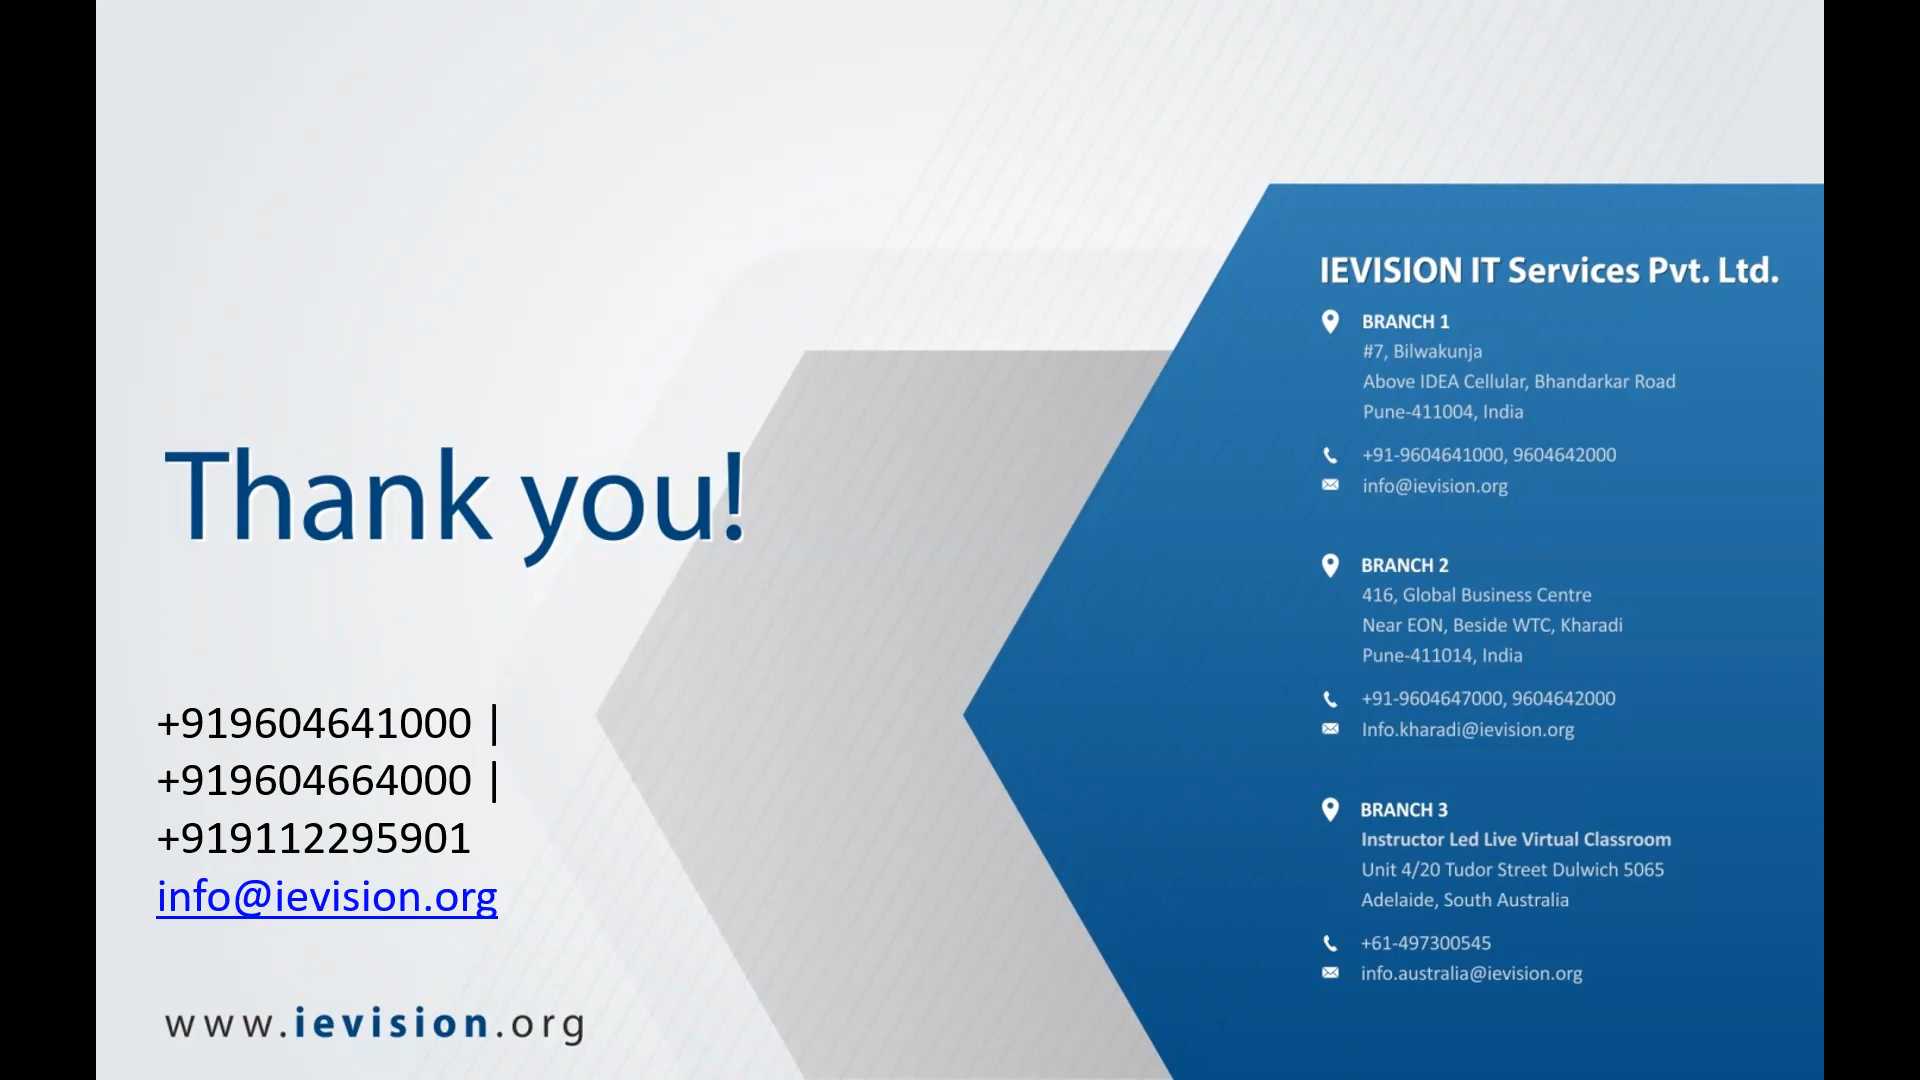 Thank you!
+919604641000 |
+919604664000 |
+919112295901
info@ievision.org
www.ievision.org
IEVISION IT Services Pvt. Ltd.
BRANCH 1
#7, Bilwakunja
Above IDEA Cellular, Bhandarkar Road
Pune-411004, India
+91-9604641000, 9604642000
info@ievision.org
BRANCH 2
416, Global Business Centre
Near EON, Beside WTC, Kharadi
Pune-411014, India
+91-9604647000, 9604642000
Info.kharadi@ievision.org
BRANCH 3
Instructor Led Live Virtual Classroom
Unit 4/20 Tudor Street Dulwich 5065
Adelaide, South Australia
+61-497300545
info.australia@ievision.org